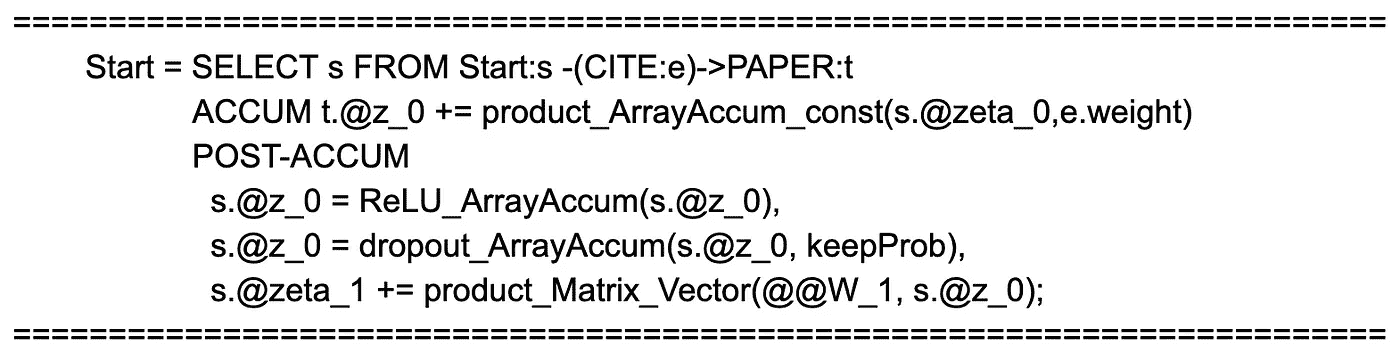 ================================================================================
Start = SELECT s FROM Start:s -(CITE:e)->PAPER:t
ACCUM t.@z_0 += product_ArrayAccum_const(s.@zeta_0,e.weight)
POST-ACCUM
s.@z_0 = ReLU_ArrayAccum(s.@z_0),
s.@z_0 = dropout_ArrayAccum(s.@z_0, keepProb),
s.@zeta_1 += product_Matrix_Vector(@@W_1, s.@z_0);
================================================================================